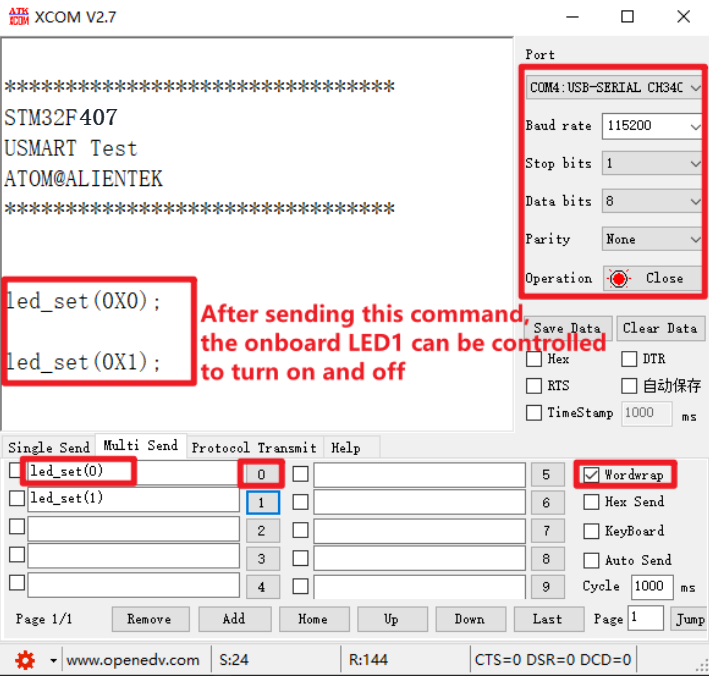 ATK
XCOM XCOM V2.7
Port
*********************************
STM32F407
USMART Test
ATOM@ALIENTEK
*********************************
led_set(0X0);
led_set(0X1);
After sending this command,
the onboard LED1 can be controlled
to turn on and off
COM4:USB-SERIAL CH34C
Baud rate 115200
Stop bits 1
Data bits 8
Parity None
Operation Close
Save Data Clear Data
Hex DTR
RTS 自动保存
TimeStamp 1000 ms
Single Send Multi Send Protocol Transmit Help
led_set(0) 0 5 Wordwrap
led_set(1) 1 6 Hex Send
2 7 KeyBoard
3 8 Auto Send
4 9 Cycle 1000 ms
Page 1/1 Remove Add Home Up Down Last Page 1 Jump
www.openedv.com S:24 R:144 CTS=0 DSR=0 DCD=0